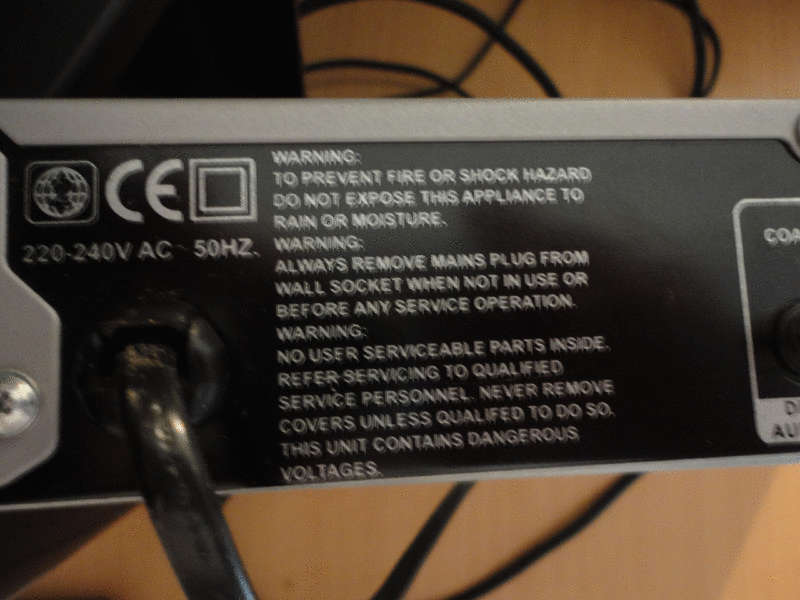 CE
220-240V AC ~ 50HZ.
WARNING:
TO PREVENT FIRE OR SHOCK HAZARD
DO NOT EXPOSE THIS APPLIANCE TO
RAIN OR MOISTURE.
WARNING:
ALWAYS REMOVE MAINS PLUG FROM
WALL SOCKET WHEN NOT IN USE OR
BEFORE ANY SERVICE OPERATION.
WARNING:
NO USER SERVICEABLE PARTS INSIDE.
REFER SERVICING TO QUALIFIED
SERVICE PERSONNEL. NEVER REMOVE
COVERS UNLESS QUALIFED TO DO SO.
THIS UNIT CONTAINS DANGEROUS
VOLTAGES.